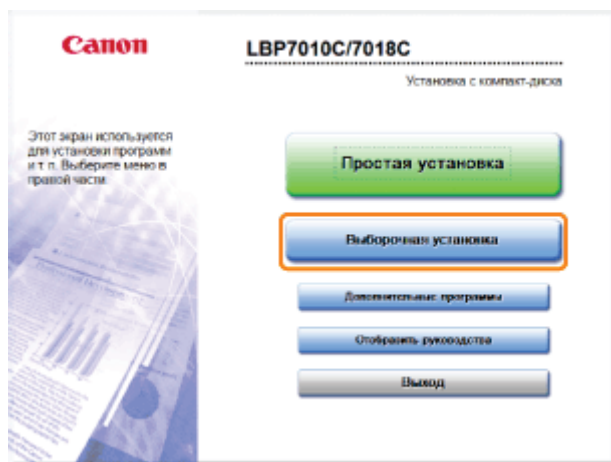 Canon
LBP7010C/7018C
Установка с компакт-диска
Этот экран используется
для установки программ
и т п. Выберите меню в
правой части
Простая установка
Выборочная установка
Дополнительные программы
Отобразить руководства
Выход